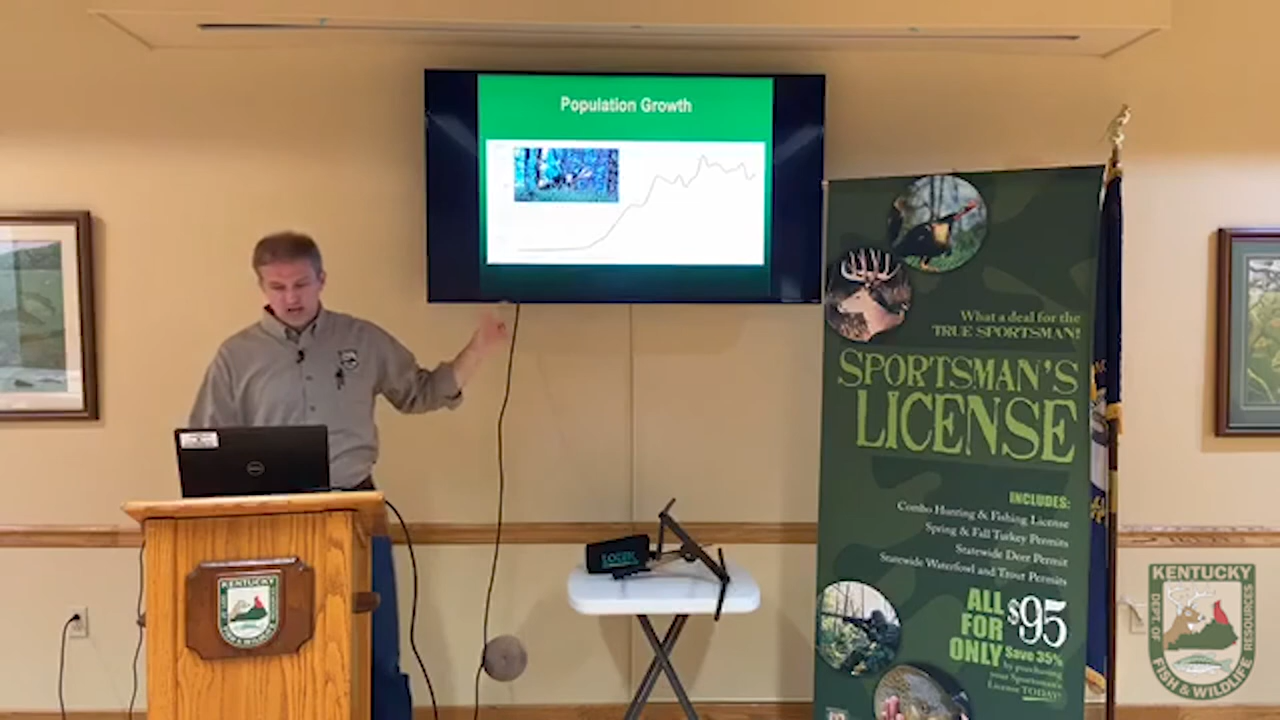 Population Growth
What a deal for the
TRUE SPORTSMAN!
SPORTSMAN'S
LICENSE
INCLUDES:
Combo Hunting & Fishing License
Spring & Fall Turkey Permits
Statewide Deer Permit
Statewide Waterfowl and Trout Permits
ALL
FOR
ONLY
$95
Save 35%
by purchasing
your Sportsman's
License TODAY!
DELL
LOGIK
KENTUCKY
KENTUCKY
DEPT. OF
RESOURCES
FISH & WILDLIFE